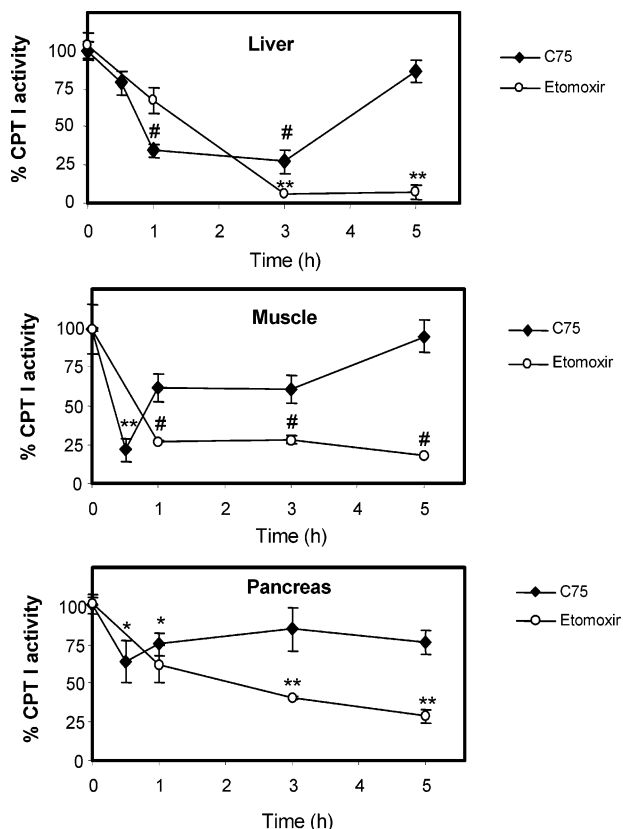 Liver
% CPT I activity
100
75
50
25
0
#
#
**
**
0 1 2 3 4 5
Time (h)
C75
Etomoxir
Muscle
% CPT I activity
100
75
50
25
0
**
#
#
#
0 1 2 3 4 5
Time (h)
C75
Etomoxir
Pancreas
% CPT I activity
100
75
50
25
0
*
*
**
**
0 1 2 3 4 5
Time (h)
C75
Etomoxir